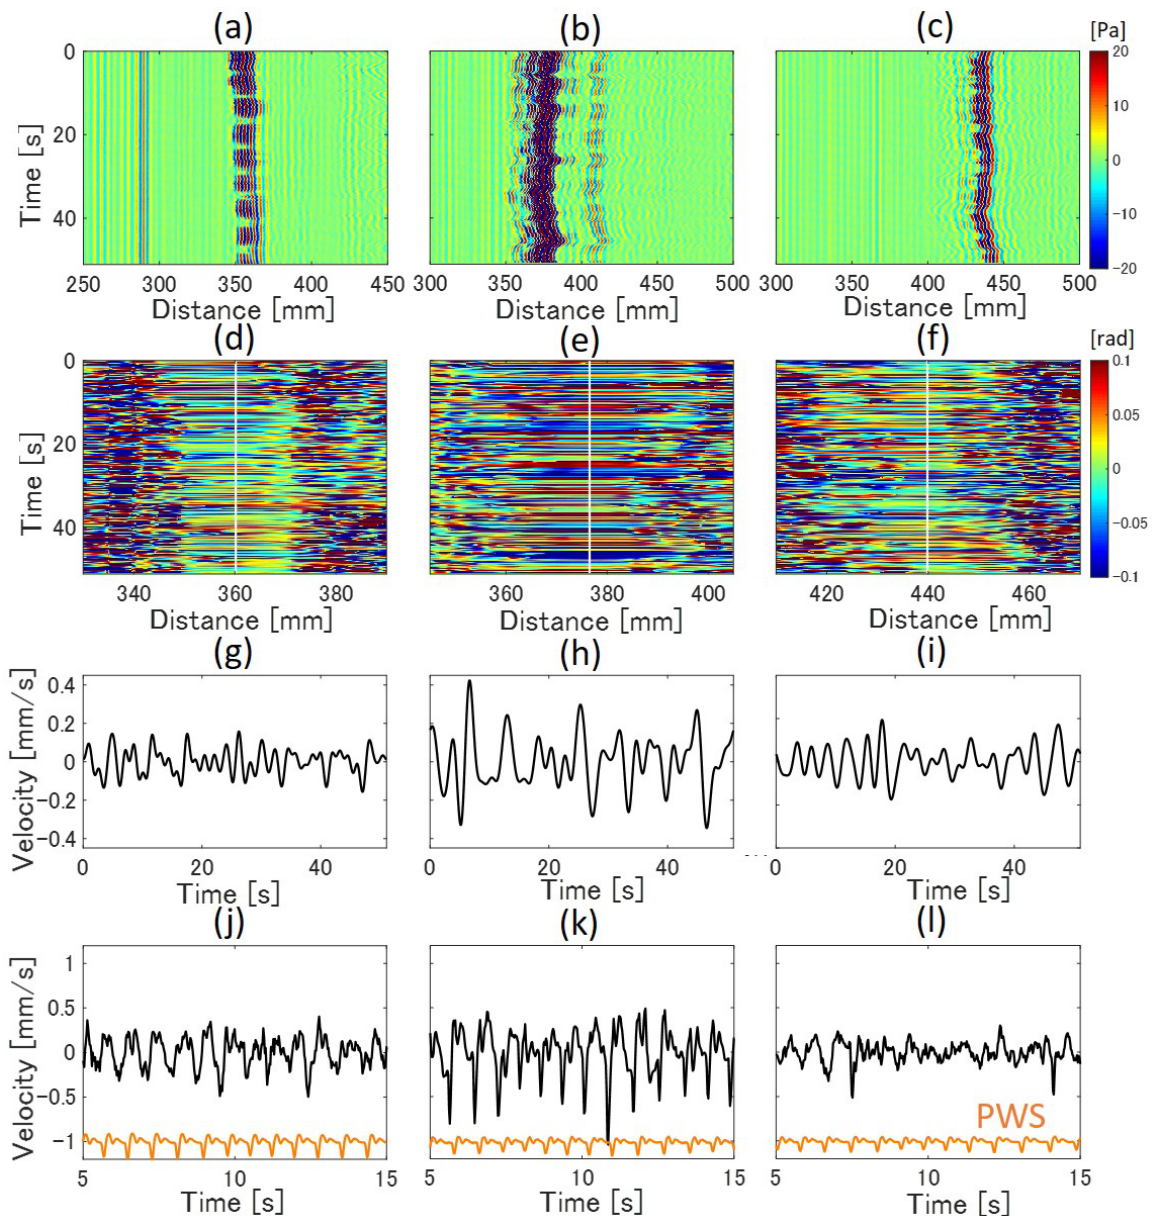 (a) (b) (c) [Pa]
0 20
20 10
Time [s] 0
40 -10
-20
250 300 350 400 450 300 350 400 450 500 300 350 400 450 500
Distance [mm] Distance [mm] Distance [mm]
(d) (e) (f) [rad]
0 0.1
0.05
20
Time [s] 0
40 -0.05
-0.1
340 360 380 360 380 400 420 440 460
Distance [mm] Distance [mm] Distance [mm]
(g) (h) (i)
0.4
0.2
Velocity [mm/s] 0
-0.2
-0.4
0 20 40 0 20 40 0 20 40
Time [s] Time [s] Time [s]
(j) (k) (l)
1
0.5
Velocity [mm/s] 0
-0.5
PWS
-1
5 10 15 5 10 15 5 10 15
Time [s] Time [s] Time [s]